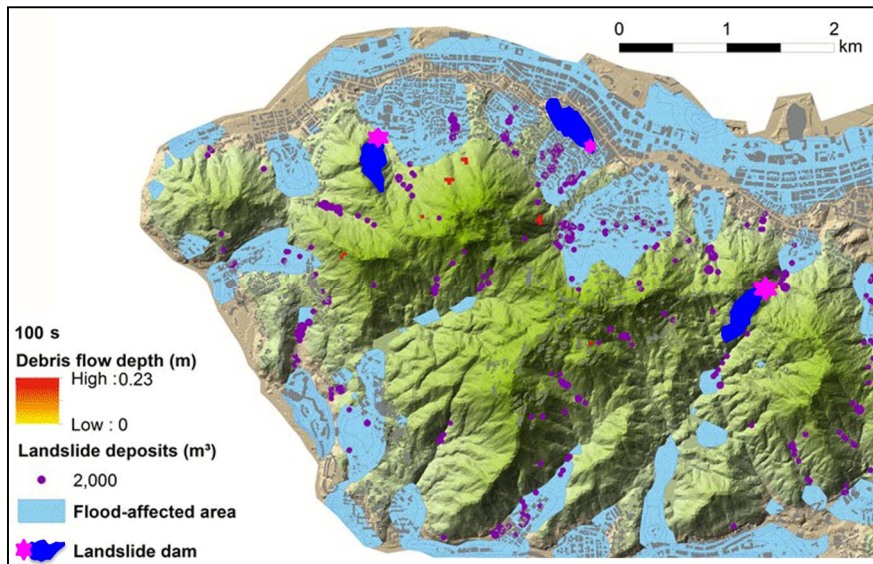 0 1 2
km
100 s
Debris flow depth (m)
High : 0.23
Low : 0
Landslide deposits (m³)
2,000
Flood-affected area
Landslide dam